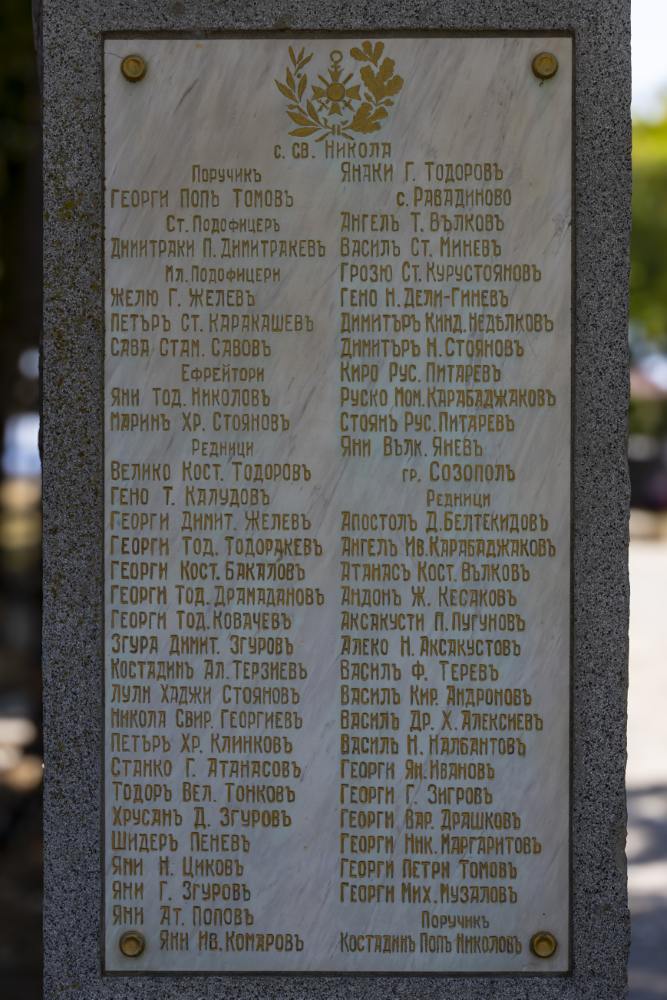 с. св. Никола
Поручикъ
Георги Попъ Томовъ
Ст. Подофицеръ
Димитраки П. Димитракевъ
Мл. Подофицери
Желю Г. Желевъ
Петъръ Ст. Каракашевъ
Сава Стам. Савовъ
Ефрейтори
Яни Тод. Николовъ
Маринъ Хр. Стояновъ
Редници
Велико Кост. Тодоровъ
Гено Т. Калудовъ
Георги Димит. Желевъ
Георги Тод. Тодоракевъ
Георги Кост. Бакаловъ
Георги Тод. Драмадановъ
Георги Тод. Ковачевъ
Згура Димит. Згуровъ
Костадинъ Ал. Терзиевъ
Лули Хаджи Стояновъ
Никола Свир. Георгиевъ
Петъръ Хр. Клинковъ
Станко Г. Атанасовъ
Тодоръ Вел. Тонковъ
Хрусанъ Д. Згуровъ
Шидеръ Пеневъ
Яни Н. Циковъ
Яни Г. Згуровъ
Яни Ат. Поповъ
Яни Ив. Комаровъ
Янаки Г. Тодоровъ
с. Равадиново
Ангелъ Т. Вълковъ
Василъ Ст. Миневъ
Грозю Ст. Курустояновъ
Гено Н. Дели-Гиневъ
Димитъръ Кинд. Недѣлковъ
Димитъръ Н. Стояновъ
Киро Рус. Питаревъ
Руско Мом. Карабаджаковъ
Стоянъ Рус. Питаревъ
Яни Вълк. Яневъ
гр. Созополъ
Редници
Апостолъ Д. Белтекидовъ
Ангелъ Ив. Карабаджаковъ
Атанасъ Кост. Вълковъ
Андонъ Ж. Кесаковъ
Аксакусти П. Пугуновъ
Алеко Н. Аксакустовъ
Василъ Ф. Теревъ
Василъ Кир. Андроновъ
Василъ Др. Х. Алексиевъ
Василъ Н. Налбантовъ
Георги Ян. Ивановъ
Георги Г. Зигровъ
Георги Вар. Драшковъ
Георги Ник. Маргаритовъ
Георги Петри Томовъ
Георги Мих. Музаловъ
Поручикъ
Костадинъ Попъ Николовъ